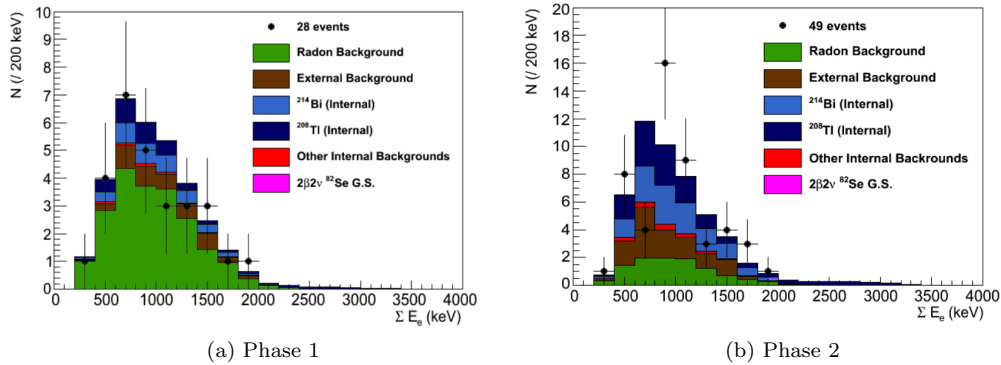 28 events
Radon Background
External Background
²¹⁴Bi (Internal)
²⁰⁸Tl (Internal)
Other Internal Backgrounds
2β2ν ⁸²Se G.S.
N (/ 200 keV)
10
9
8
7
6
5
4
3
2
1
0
0 500 1000 1500 2000 2500 3000 3500 4000
Σ Eₑ (keV)
(a) Phase 1
49 events
Radon Background
External Background
²¹⁴Bi (Internal)
²⁰⁸Tl (Internal)
Other Internal Backrounds
2β2ν ⁸²Se G.S.
N (/ 200 keV)
20
18
16
14
12
10
8
6
4
2
0
0 500 1000 1500 2000 2500 3000 3500 4000
Σ Eₑ (keV)
(b) Phase 2